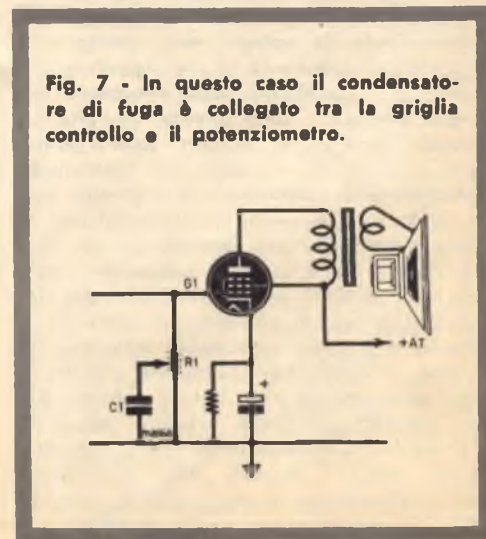 Fig. 7 - In questo caso il condensato-
re di fuga è collegato tra la griglia
controllo e il potenziometro.
G1
R1
+AT
C1
+
massa